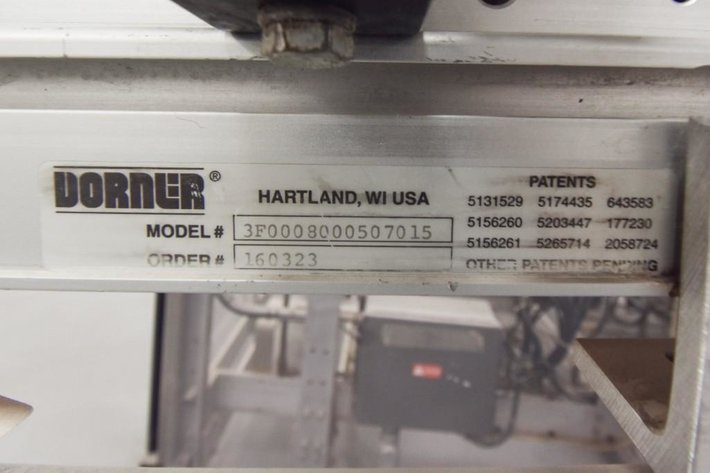 DORNER®
HARTLAND, WI USA
MODEL # 3F0008000507015
ORDER # 160323
PATENTS
5131529 5174435 643583
5156260 5203447 177230
5156261 5265714 2058724
OTHER PATENTS PENDING